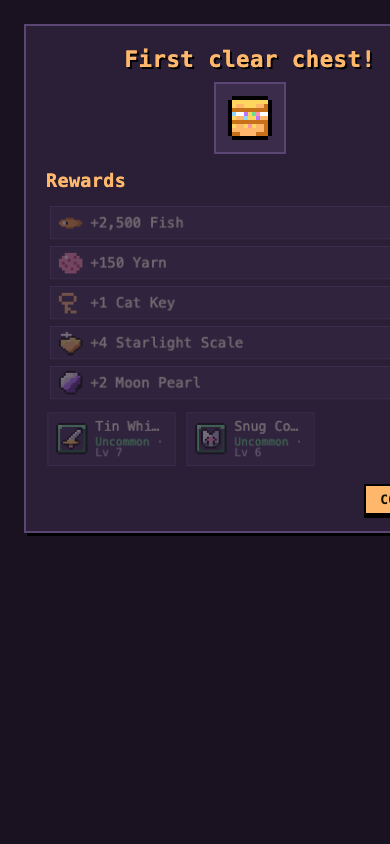 First clear chest!
Rewards
+2,500 Fish
+150 Yarn
+1 Cat Key
+4 Starlight Scale
+2 Moon Pearl
Tin Whi…
Uncommon ·
Lv 7
Snug Co…
Uncommon ·
Lv 6